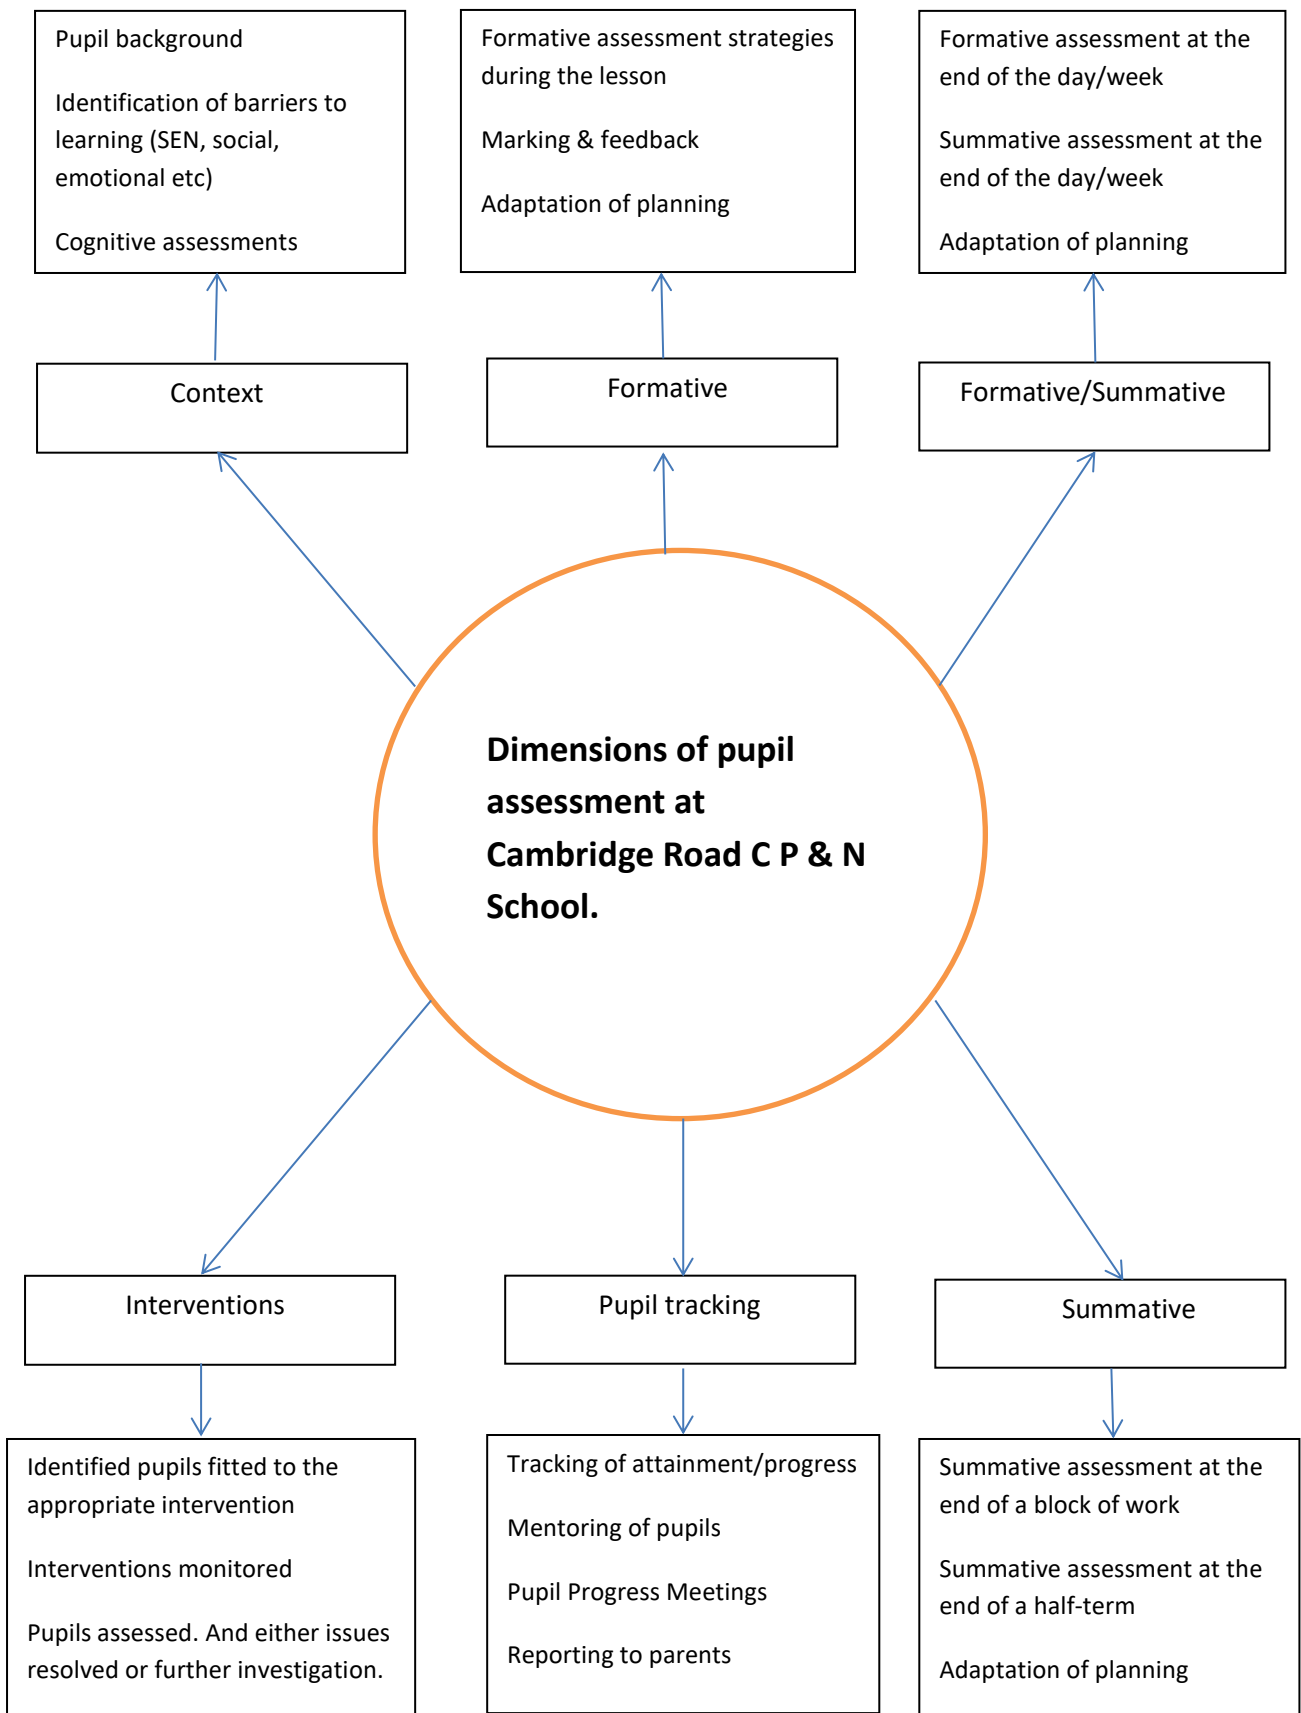 Pupil background
Identification of barriers to
learning (SEN, social,
emotional etc)
Cognitive assessments
Formative assessment strategies
during the lesson
Marking & feedback
Adaptation of planning
Formative assessment at the
end of the day/week
Summative assessment at the
end of the day/week
Adaptation of planning
Context
Formative
Formative/Summative
Dimensions of pupil
assessment at
Cambridge Road C P & N
School.
Interventions
Pupil tracking
Summative
Identified pupils fitted to the
appropriate intervention
Interventions monitored
Pupils assessed. And either issues
resolved or further investigation.
Tracking of attainment/progress
Mentoring of pupils
Pupil Progress Meetings
Reporting to parents
Summative assessment at the
end of a block of work
Summative assessment at the
end of a half-term
Adaptation of planning